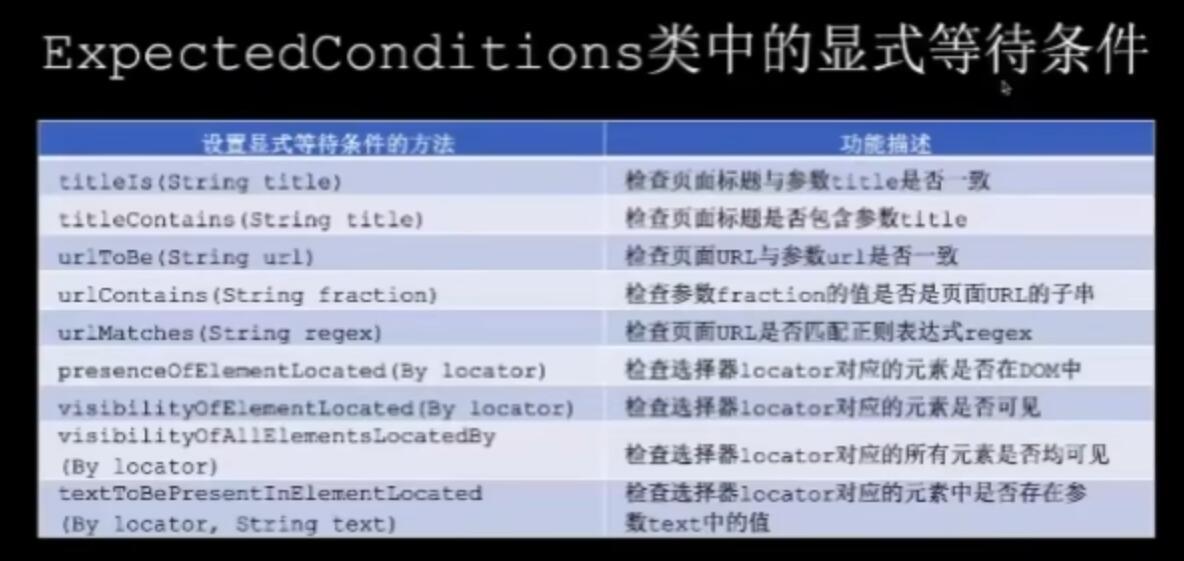 ExpectedConditions类中的显式等待条件
设置显式等待条件的方法
功能描述
titleIs(String title)
检查页面标题与参数title是否一致
titleContains(String title)
检查页面标题是否包含参数title
urlToBe(String url)
检查页面URL与参数url是否一致
urlContains(String fraction)
检查参数fraction的值是否是页面URL的子串
urlMatches(String regex)
检查页面URL是否匹配正则表达式regex
presenceOfElementLocated(By locator)
检查选择器locator对应的元素是否在DOM中
visibilityOfElementLocated(By locator)
检查选择器locator对应的元素是否可见
visibilityOfAllElementsLocatedBy
(By locator)
检查选择器locator对应的所有元素是否均可见
textToBePresentInElementLocated
(By locator, String text)
检查选择器locator对应的元素中是否存在参
数text中的值